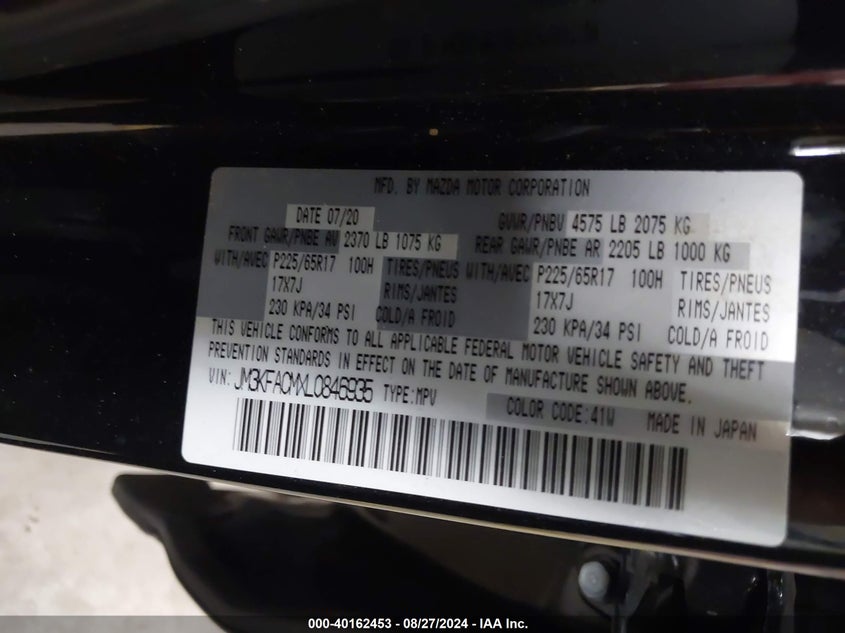 MFD. BY MAZDA MOTOR CORPORATION
DATE 07/20 GVWR/PNBV 4575 LB 2075 KG
FRONT GAWR/PNBE AV 2370 LB 1075 KG REAR GAWR/PNBE AR 2205 LB 1000 KG
WITH/AVEC P225/65R17 100H TIRES/PNEUS WITH/AVEC P225/65R17 100H TIRES/PNEUS
17X7J RIMS/JANTES 17X7J RIMS/JANTES
230 KPA/34 PSI COLD/A FROID 230 KPA/34 PSI COLD/A FROID
THIS VEHICLE CONFORMS TO ALL APPLICABLE FEDERAL MOTOR VEHICLE SAFETY AND THEFT
PREVENTION STANDARDS IN EFFECT ON THE DATE OF MANUFACTURE SHOWN ABOVE.
VIN: JM3KFACMXL0846935 TYPE:MPV COLOR CODE:41W MADE IN JAPAN
000-40162453 - 08/27/2024 - IAA Inc.